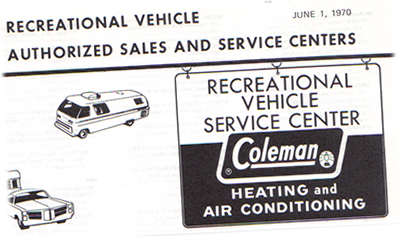 RECREATIONAL VEHICLE
JUNE 1, 1970
AUTHORIZED SALES AND SERVICE CENTERS
RECREATIONAL
VEHICLE
SERVICE CENTER
Coleman
®
HEATING and
AIR CONDITIONING